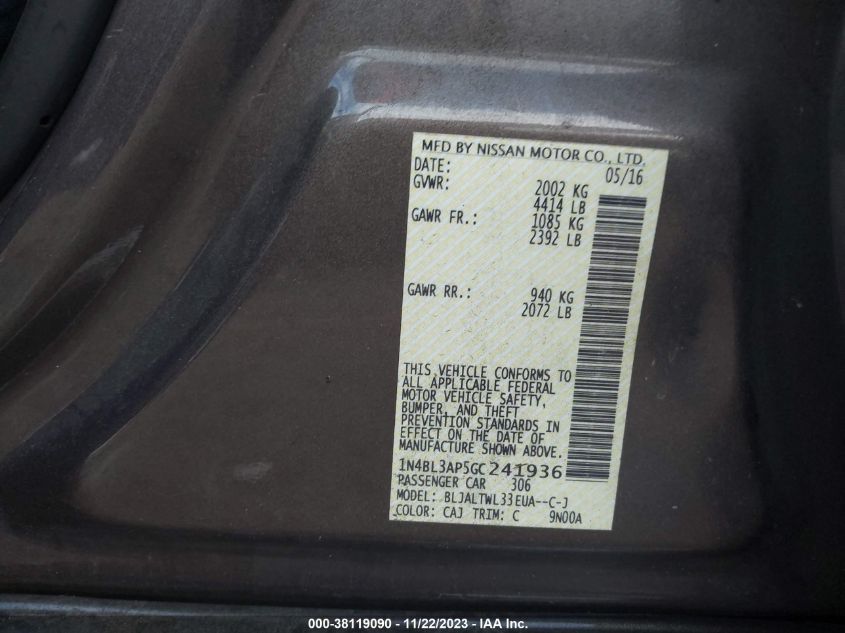 MFD BY NISSAN MOTOR CO., LTD.
DATE: 05/16
GVWR: 2002 KG
4414 LB
GAWR FR.: 1085 KG
2392 LB
GAWR RR.: 940 KG
2072 LB
THIS VEHICLE CONFORMS TO
ALL APPLICABLE FEDERAL
MOTOR VEHICLE SAFETY,
BUMPER, AND THEFT
PREVENTION STANDARDS IN
EFFECT ON THE DATE OF
MANUFACTURE SHOWN ABOVE.
1N4BL3AP5GC241936
PASSENGER CAR 306
MODEL: BLJALTWL33EUA--C-J
COLOR: CAJ TRIM: C 9N00A
000-38119090 - 11/22/2023 - IMPACT AUTO AUCTIONS, INC.